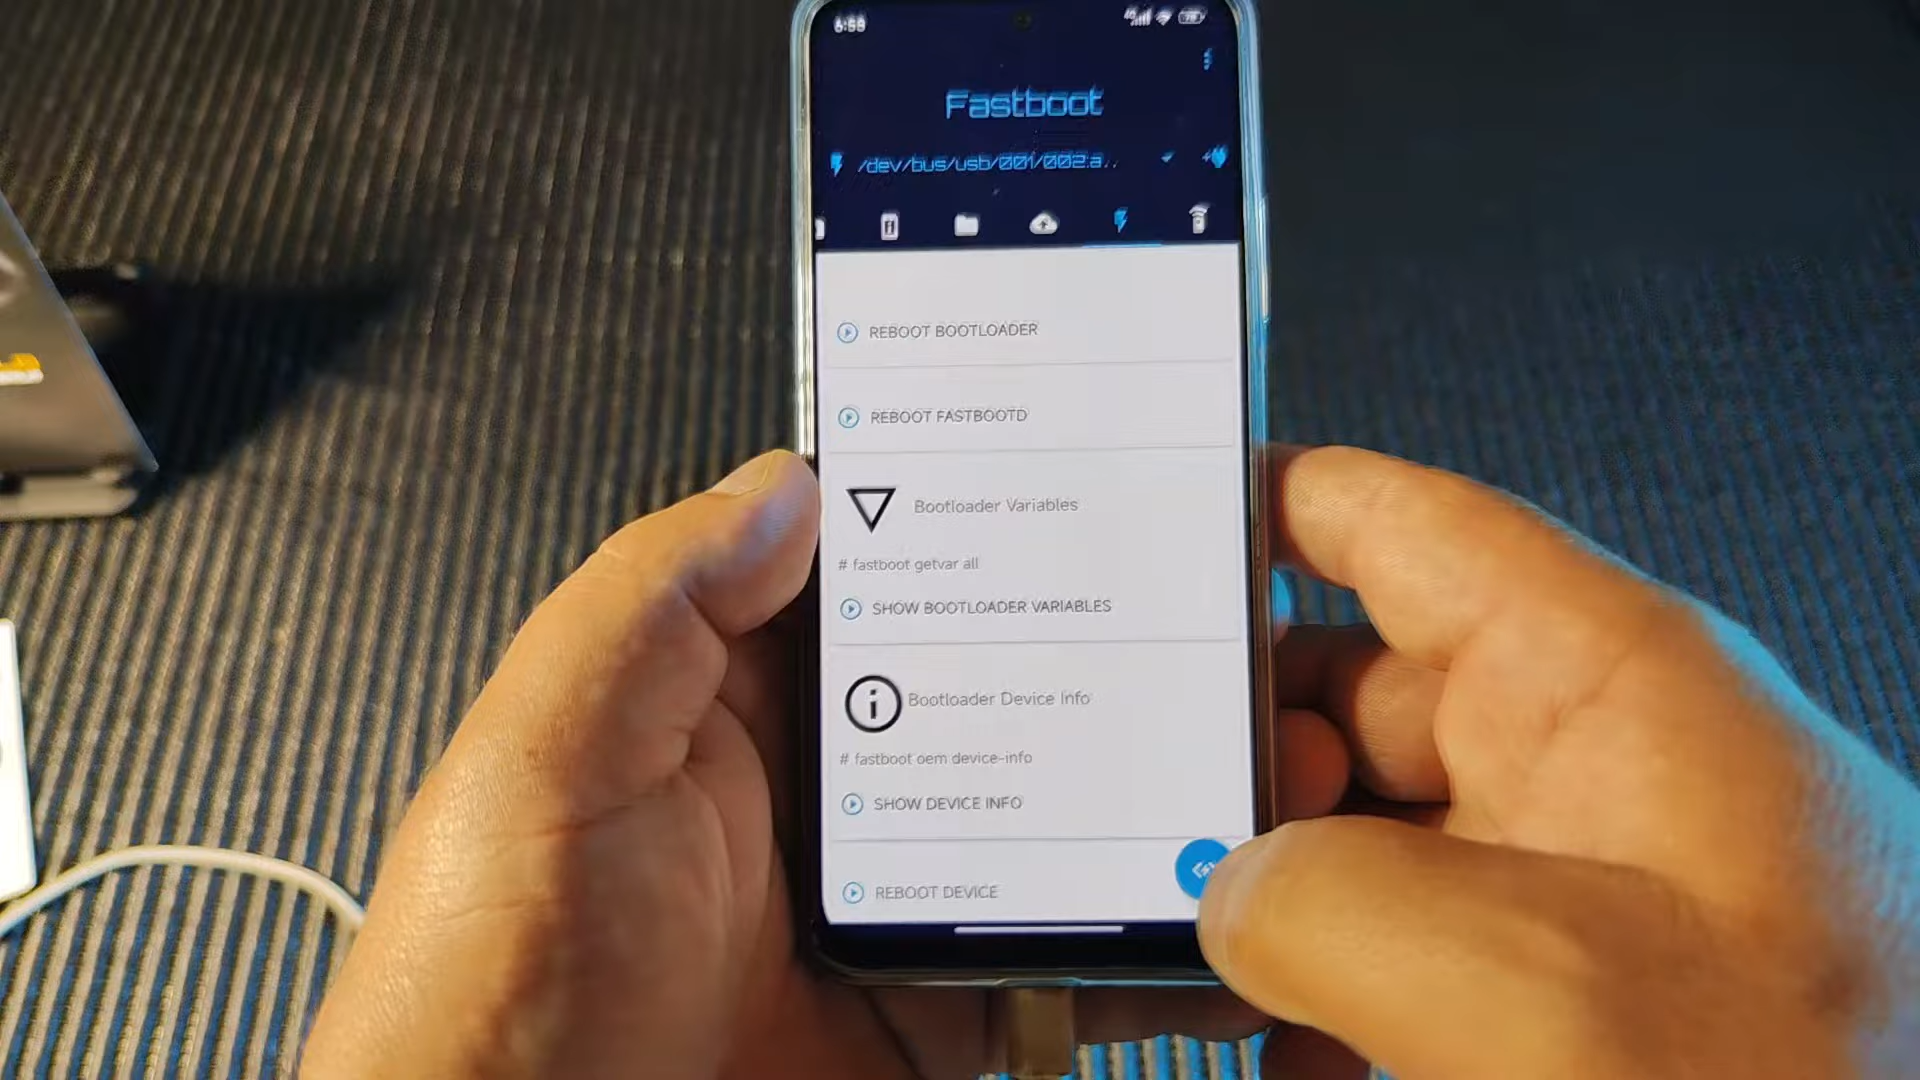 6:59
Fastboot
/dev/bus/usb/001/002:a..
REBOOT BOOTLOADER
REBOOT FASTBOOTD
Bootloader Variables
# fastboot getvar all
SHOW BOOTLOADER VARIABLES
Bootloader Device Info
# fastboot oem device-info
SHOW DEVICE INFO
REBOOT DEVICE